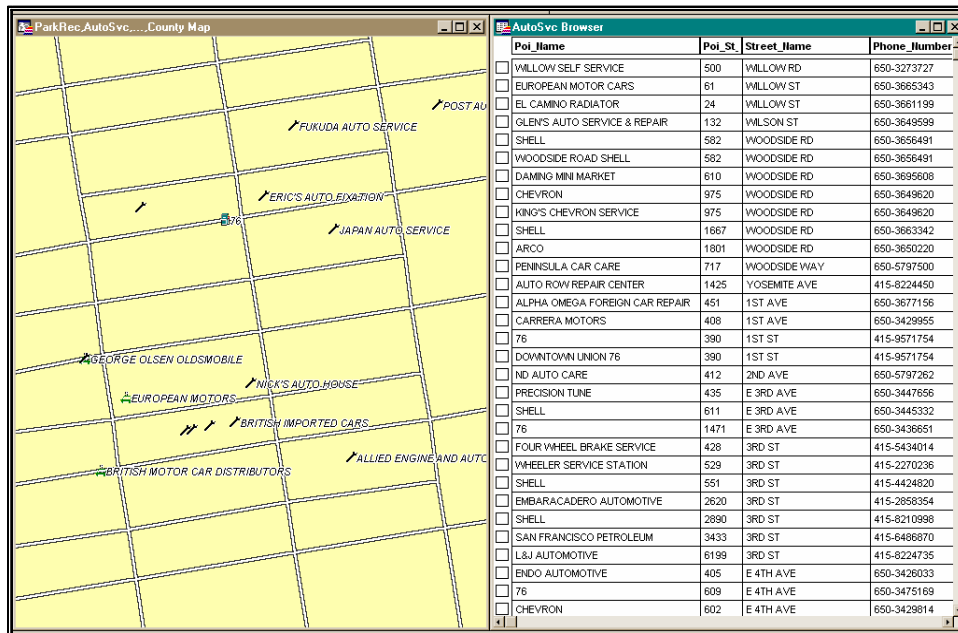 ParkRec,AutoSvc,...,County Map
POST AU
FUKUDA AUTO SERVICE
ERIC'S AUTO FIXATION
76
JAPAN AUTO SERVICE
GEORGE OLSEN OLDSMOBILE
NICK'S AUTO HOUSE
EUROPEAN MOTORS
BRITISH IMPORTED CARS
ALLIED ENGINE AND AUTO
BRITISH MOTOR CAR DISTRIBUTORS
AutoSvc Browser
Poi_Name Poi_St_ Street_Name Phone_Number
WILLOW SELF SERVICE 500 WILLOW RD 650-3273727
EUROPEAN MOTOR CARS 61 WILLOW ST 650-3665343
EL CAMINO RADIATOR 24 WILLOW ST 650-3661199
GLEN'S AUTO SERVICE & REPAIR 132 WILSON ST 650-3649599
SHELL 582 WOODSIDE RD 650-3656491
WOODSIDE ROAD SHELL 582 WOODSIDE RD 650-3656491
DAMING MINI MARKET 610 WOODSIDE RD 650-3695608
CHEVRON 975 WOODSIDE RD 650-3649620
KING'S CHEVRON SERVICE 975 WOODSIDE RD 650-3649620
SHELL 1667 WOODSIDE RD 650-3663342
ARCO 1801 WOODSIDE RD 650-3650220
PENINSULA CAR CARE 717 WOODSIDE WAY 650-5797500
AUTO ROW REPAIR CENTER 1425 YOSEMITE AVE 415-8224450
ALPHA OMEGA FOREIGN CAR REPAIR 451 1ST AVE 650-3677156
CARRERA MOTORS 408 1ST AVE 650-3429955
76 390 1ST ST 415-9571754
DOWNTOWN UNION 76 390 1ST ST 415-9571754
ND AUTO CARE 412 2ND AVE 650-5797262
PRECISION TUNE 435 E 3RD AVE 650-3447656
SHELL 611 E 3RD AVE 650-3445332
76 1471 E 3RD AVE 650-3436651
FOUR WHEEL BRAKE SERVICE 428 3RD ST 415-5434014
WHEELER SERVICE STATION 529 3RD ST 415-2270236
SHELL 551 3RD ST 415-4424820
EMBARACADERO AUTOMOTIVE 2620 3RD ST 415-2858354
SHELL 2890 3RD ST 415-8210998
SAN FRANCISCO PETROLEUM 3433 3RD ST 415-6486870
L&J AUTOMOTIVE 6199 3RD ST 415-8224735
ENDO AUTOMOTIVE 405 E 4TH AVE 650-3426033
76 609 E 4TH AVE 650-3475169
CHEVRON 602 E 4TH AVE 650-3429814